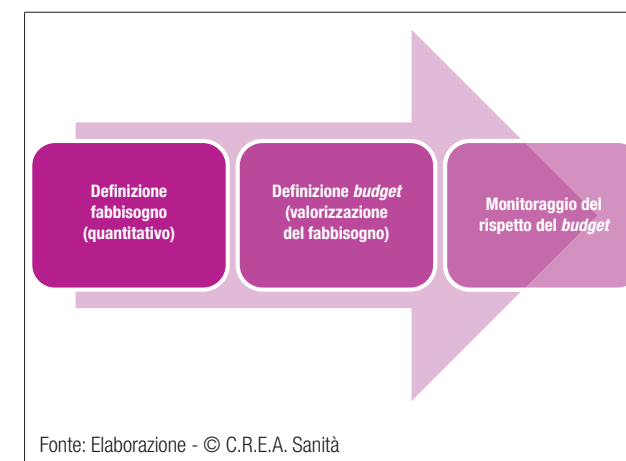 Definizione
fabbisogno
(quantitativo)
Definizione budget
(valorizzazione
del fabbisogno)
Monitoraggio del
rispetto del budget
Fonte: Elaborazione - © C.R.E.A. Sanità